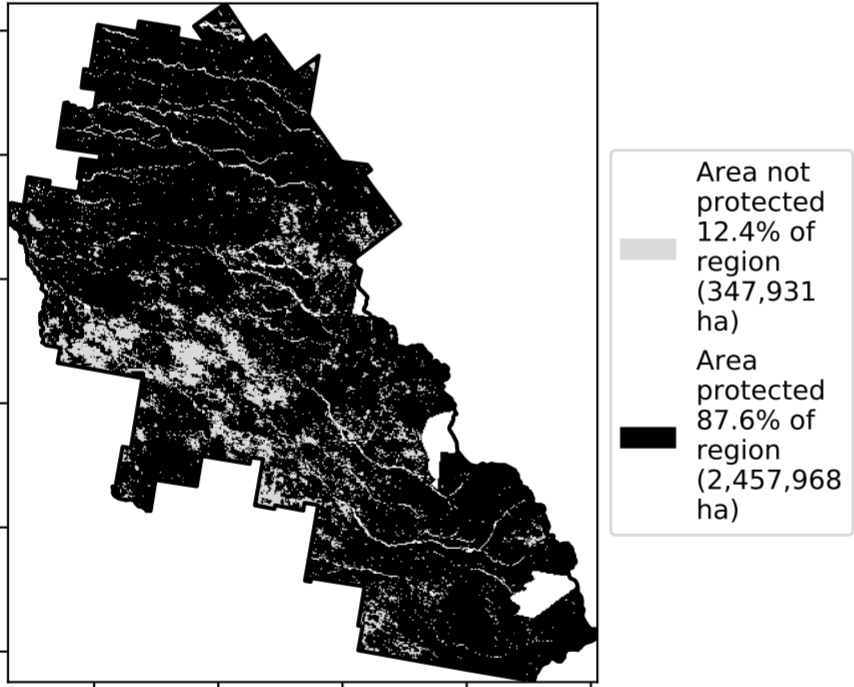 Area not
protected
12.4% of
region
(347,931
ha)
Area
protected
87.6% of
region
(2,457,968
ha)